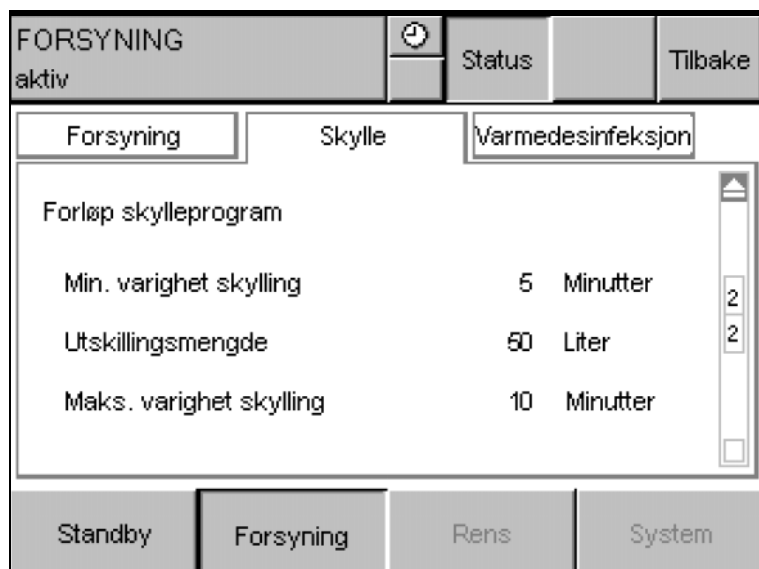 FORSYNING
aktiv
Status
Tilbake
Forsyning
Skylle
Varmedesinfeksjon
Forløp skylleprogram
Min. varighet skylling 5 Minutter
Utskillingsmengde 50 Liter
Maks. varighet skylling 10 Minutter
2
2
Standby
Forsyning
Rens
System